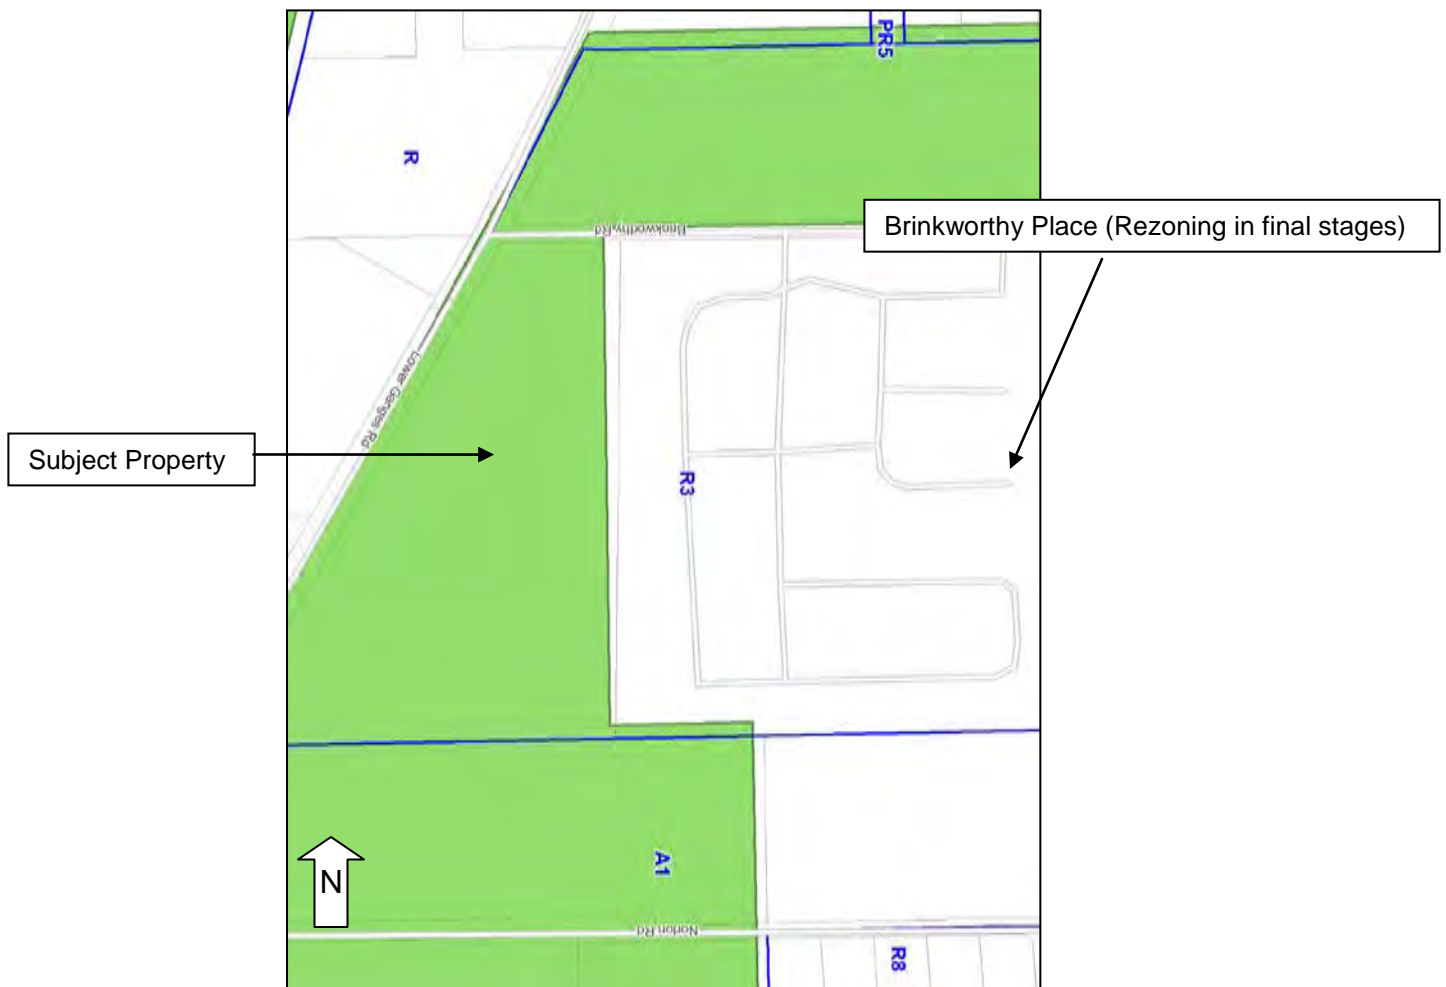 PR5
R
Brinkworthy Place (Rezoning in final stages)
Brinkworthy Rd
Lower Ganges Rd
Subject Property
R3
A1
N
Norton Rd
R8